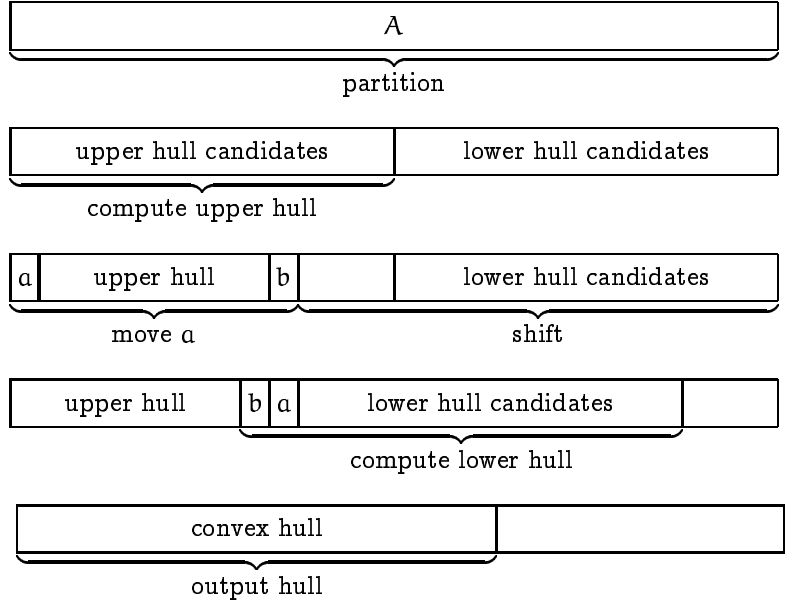 A
partition
upper hull candidates lower hull candidates
compute upper hull
a upper hull b lower hull candidates
move a shift
upper hull b a lower hull candidates
compute lower hull
convex hull
output hull